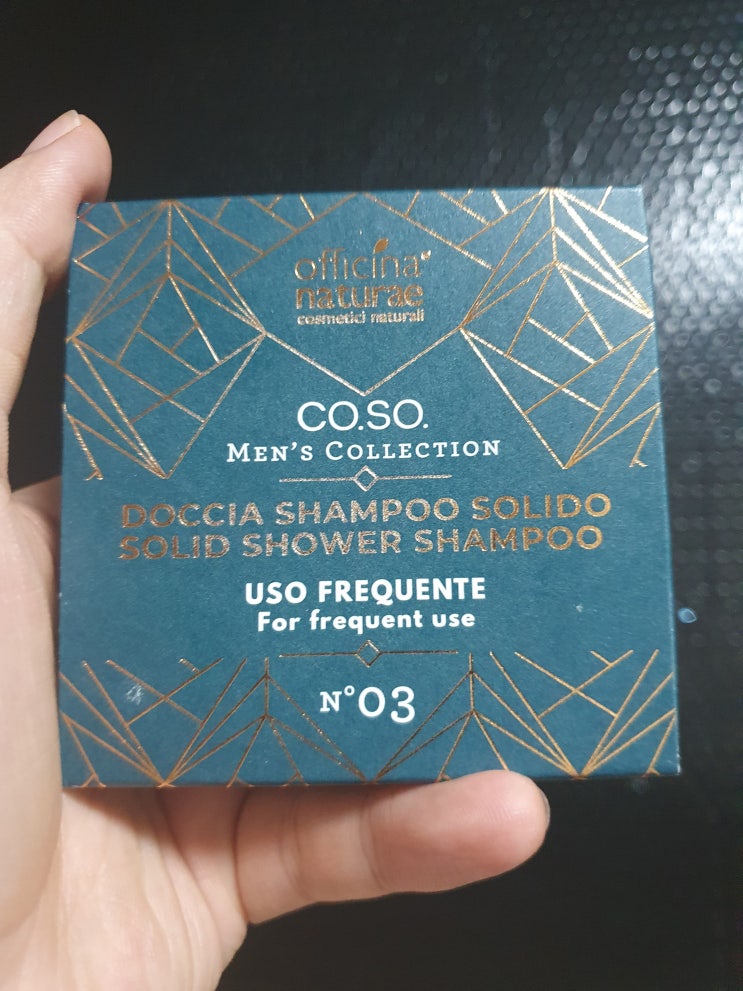 officina
naturae
cosmetici naturali
CO.SO.
MEN'S COLLECTION
DOCCIA SHAMPOO SOLIDO
SOLID SHOWER SHAMPOO
USO FREQUENTE
For frequent use
N°03